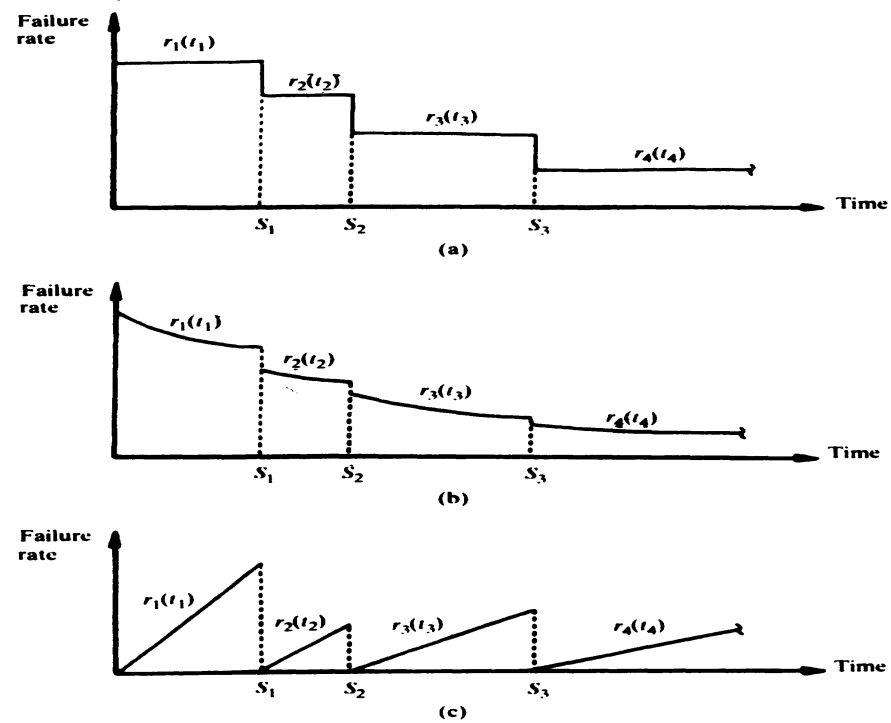 Failure
rate
r₁(t₁)
r₂(t₂)
r₃(t₃)
r₄(t₄)
Time
S₁
S₂
S₃
(a)
Failure
rate
r₁(t₁)
r₂(t₂)
r₃(t₃)
r₄(t₄)
Time
S₁
S₂
S₃
(b)
Failure
rate
r₁(t₁)
r₂(t₂)
r₃(t₃)
r₄(t₄)
Time
S₁
S₂
S₃
(c)